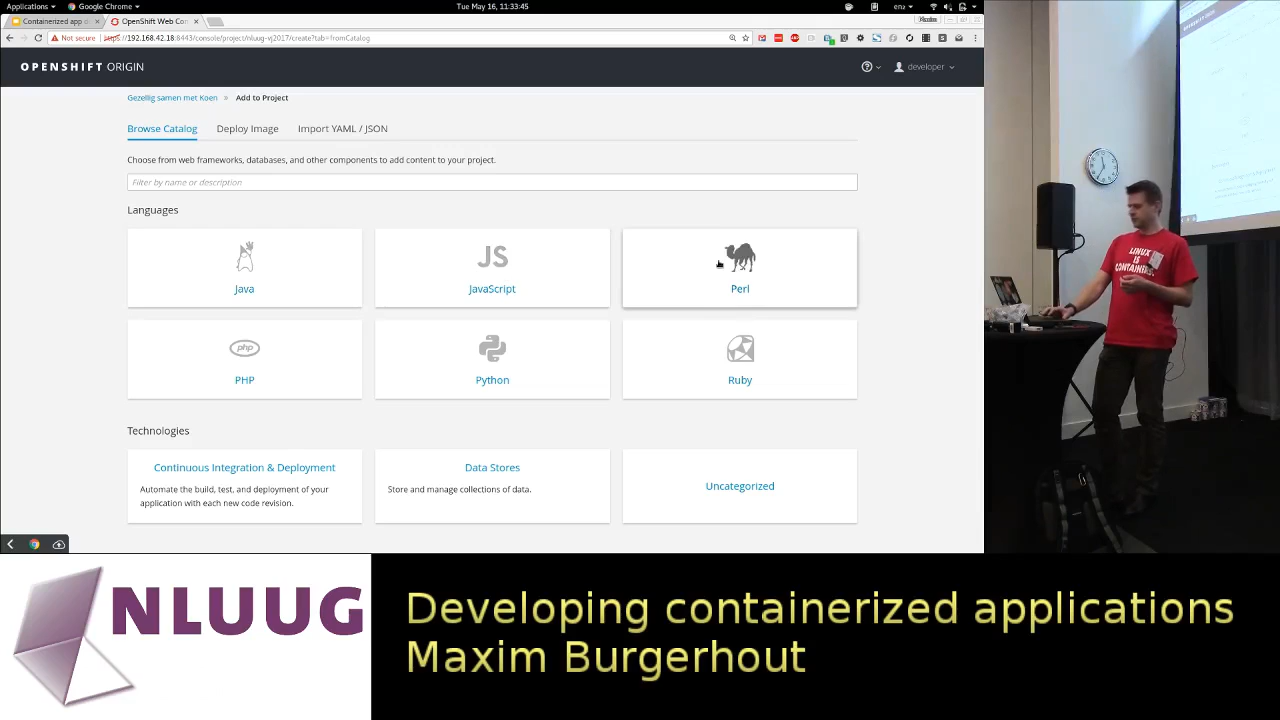 Applications
Google Chrome
Tue May 16, 11:33:45
Containerized app o
OpenShift Web Con
Not secure
https://192.168.42.18:8443/console/project/nluug-vj2017/create?tab=fromCatalog
OPENSHIFT ORIGIN
developer
Gezellig samen met Koen » Add to Project
Browse Catalog
Deploy Image
Import YAML / JSON
Choose from web frameworks, databases, and other components to add content to your project.
Filter by name or description
Languages
JS
Java
JavaScript
Perl
php
PHP
Python
Ruby
Technologies
Continuous Integration & Deployment
Automate the build, test, and deployment of your
application with each new code revision.
Data Stores
Store and manage collections of data.
Uncategorized
LINUX
IS
CONTAINERS
NLUUG
Developing containerized applications
Maxim Burgerhout